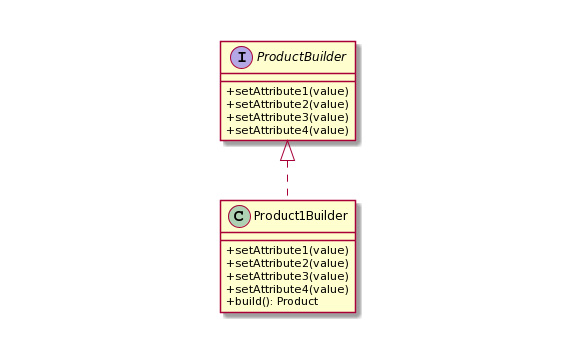 I ProductBuilder
+setAttribute1(value)
+setAttribute2(value)
+setAttribute3(value)
+setAttribute4(value)
C Product1Builder
+setAttribute1(value)
+setAttribute2(value)
+setAttribute3(value)
+setAttribute4(value)
+build(): Product